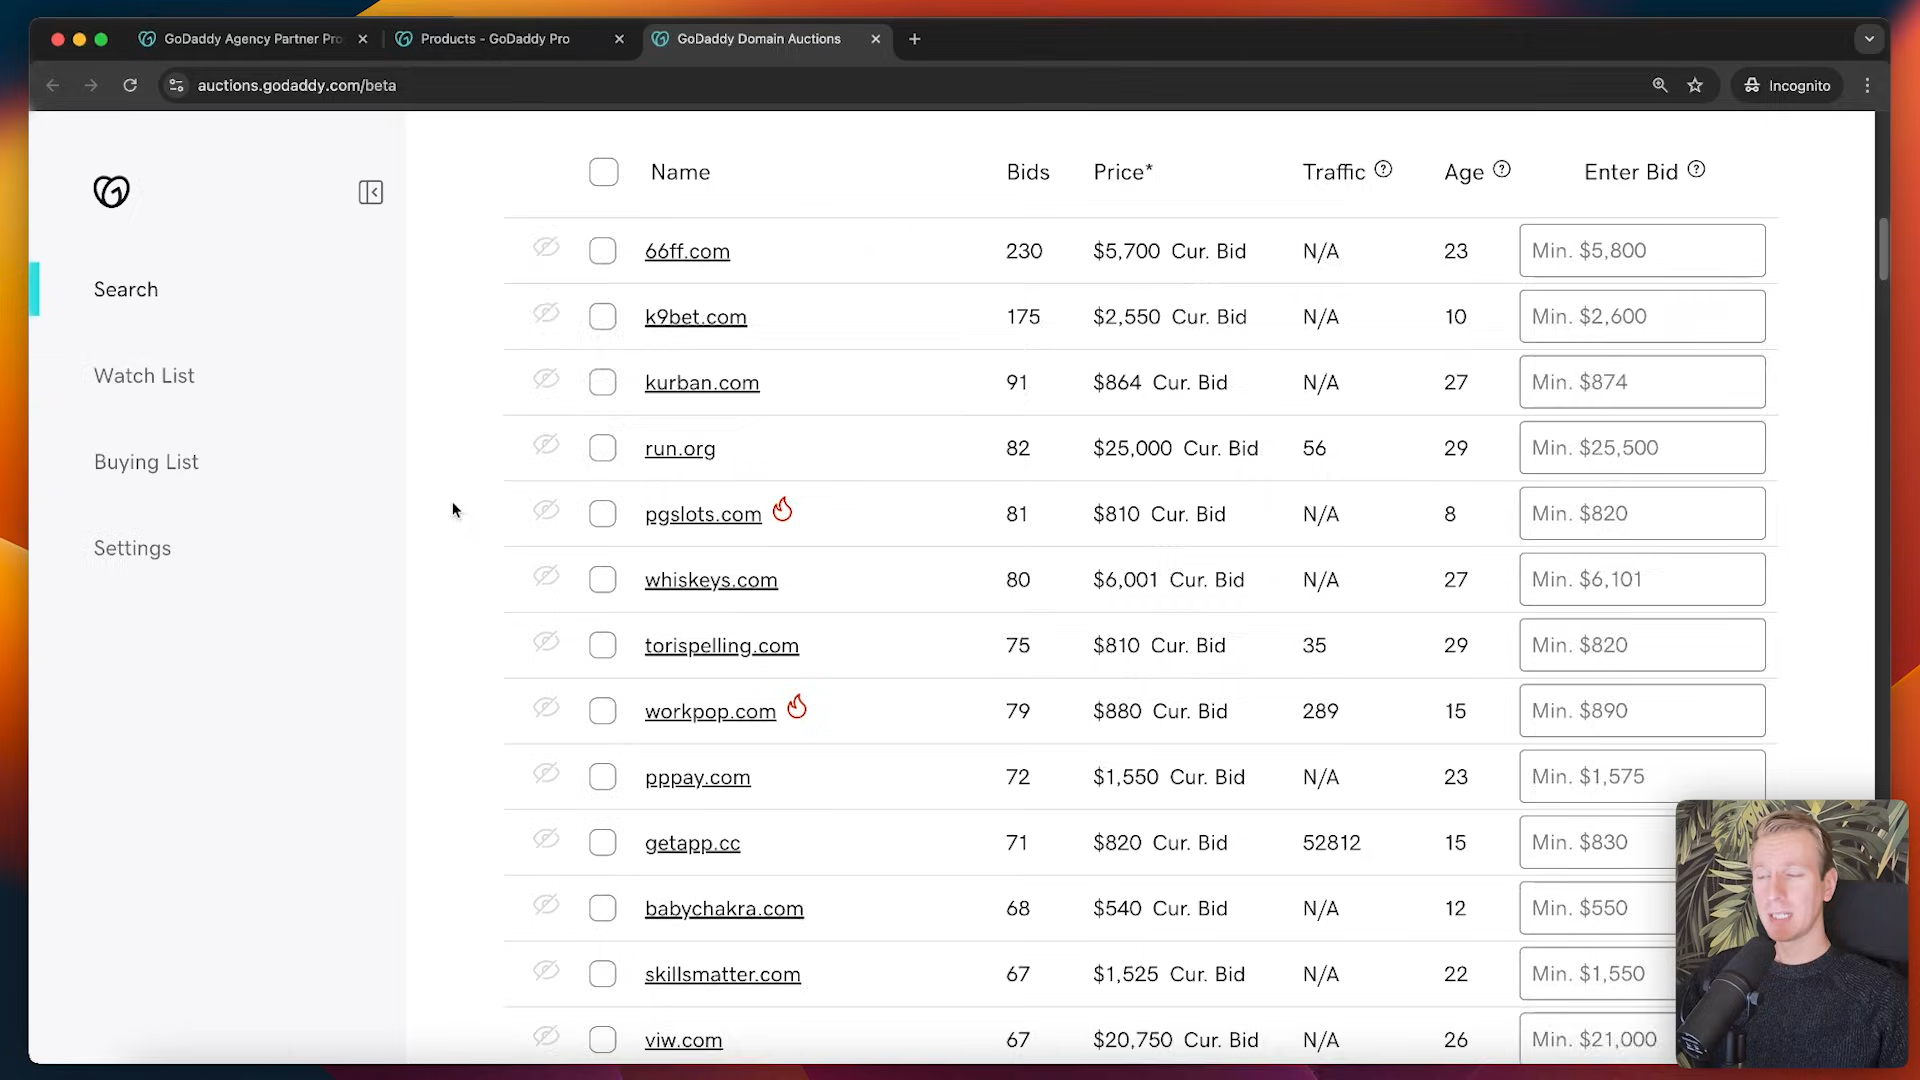 GoDaddy Agency Partner Pro
Products - GoDaddy Pro
GoDaddy Domain Auctions
auctions.godaddy.com/beta
Incognito
Search
Watch List
Buying List
Settings
Name Bids Price* Traffic ? Age ? Enter Bid ?
66ff.com 230 $5,700 Cur. Bid N/A 23 Min. $5,800
k9bet.com 175 $2,550 Cur. Bid N/A 10 Min. $2,600
kurban.com 91 $864 Cur. Bid N/A 27 Min. $874
run.org 82 $25,000 Cur. Bid 56 29 Min. $25,500
pgslots.com 81 $810 Cur. Bid N/A 8 Min. $820
whiskeys.com 80 $6,001 Cur. Bid N/A 27 Min. $6,101
torispelling.com 75 $810 Cur. Bid 35 29 Min. $820
workpop.com 79 $880 Cur. Bid 289 15 Min. $890
pppay.com 72 $1,550 Cur. Bid N/A 23 Min. $1,575
getapp.cc 71 $820 Cur. Bid 52812 15 Min. $830
babychakra.com 68 $540 Cur. Bid N/A 12 Min. $550
skillsmatter.com 67 $1,525 Cur. Bid N/A 22 Min. $1,550
viw.com 67 $20,750 Cur. Bid N/A 26 Min. $21,000